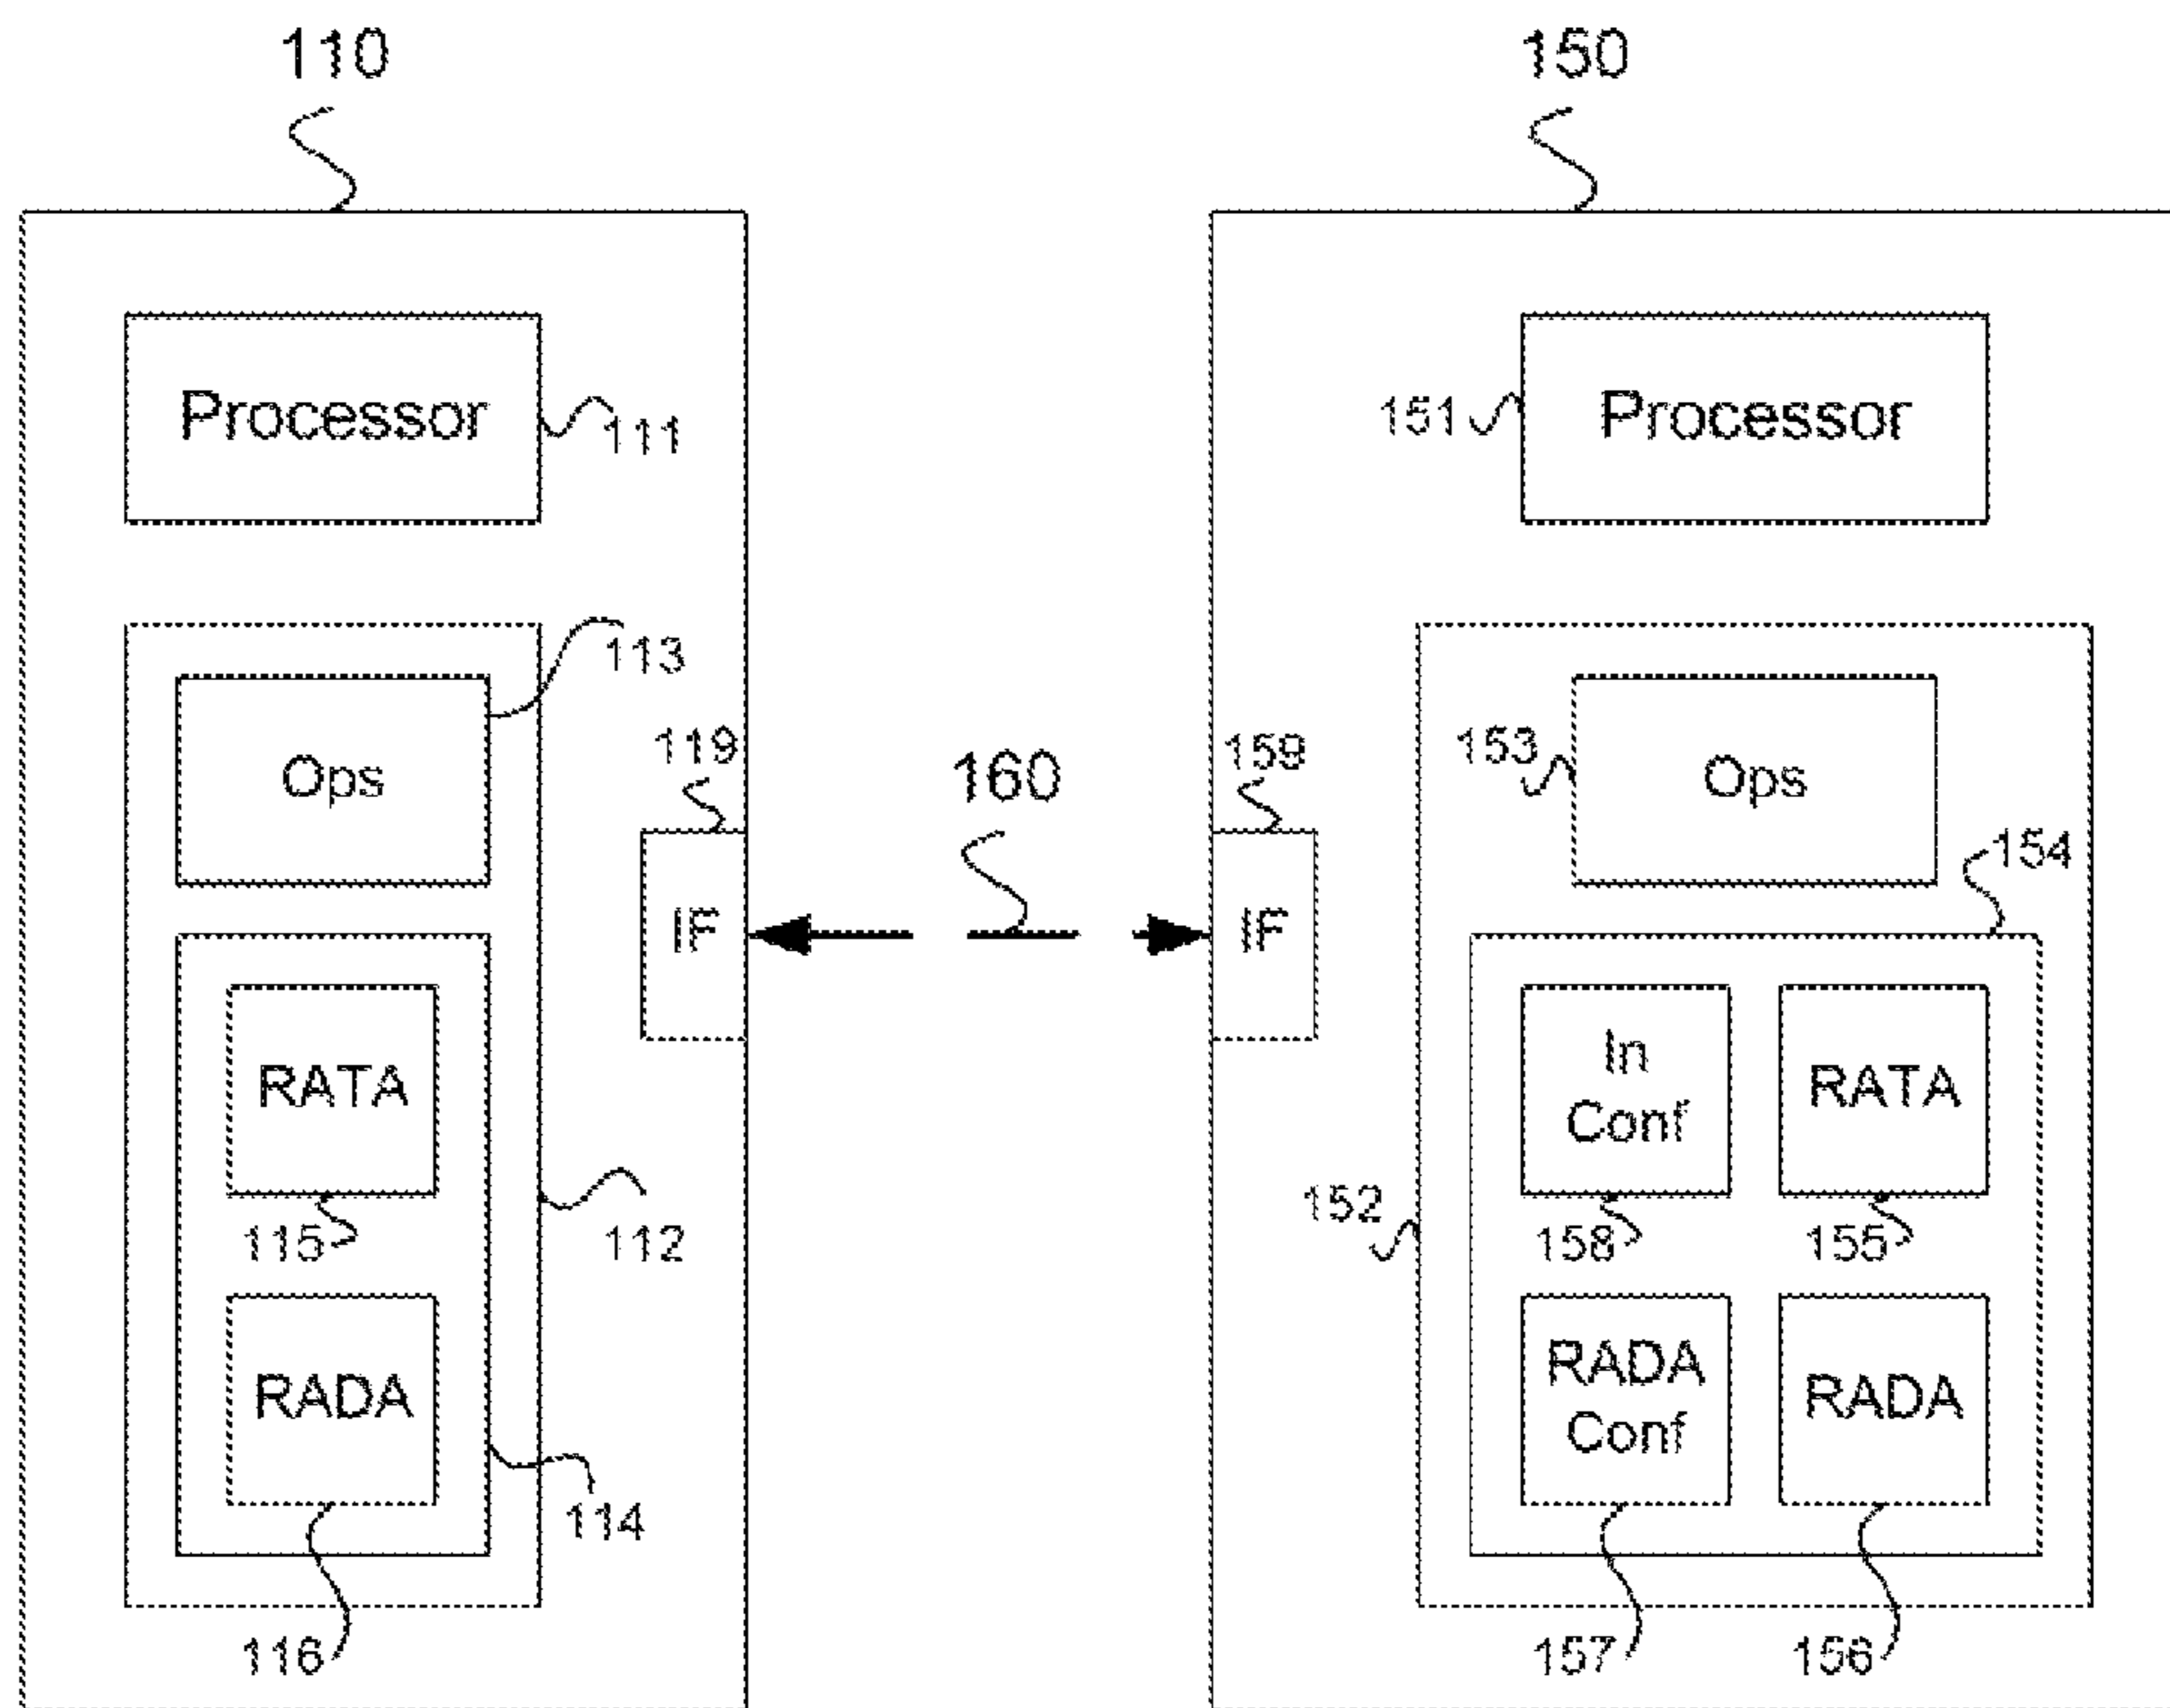 110
150
Processor
111
151
Processor
113
Ops
119
160
159
153
Ops
154
IF
IF
RATA
In
Conf
RATA
115
112
152
158
155
RADA
RADA
Conf
RADA
114
116
157
156